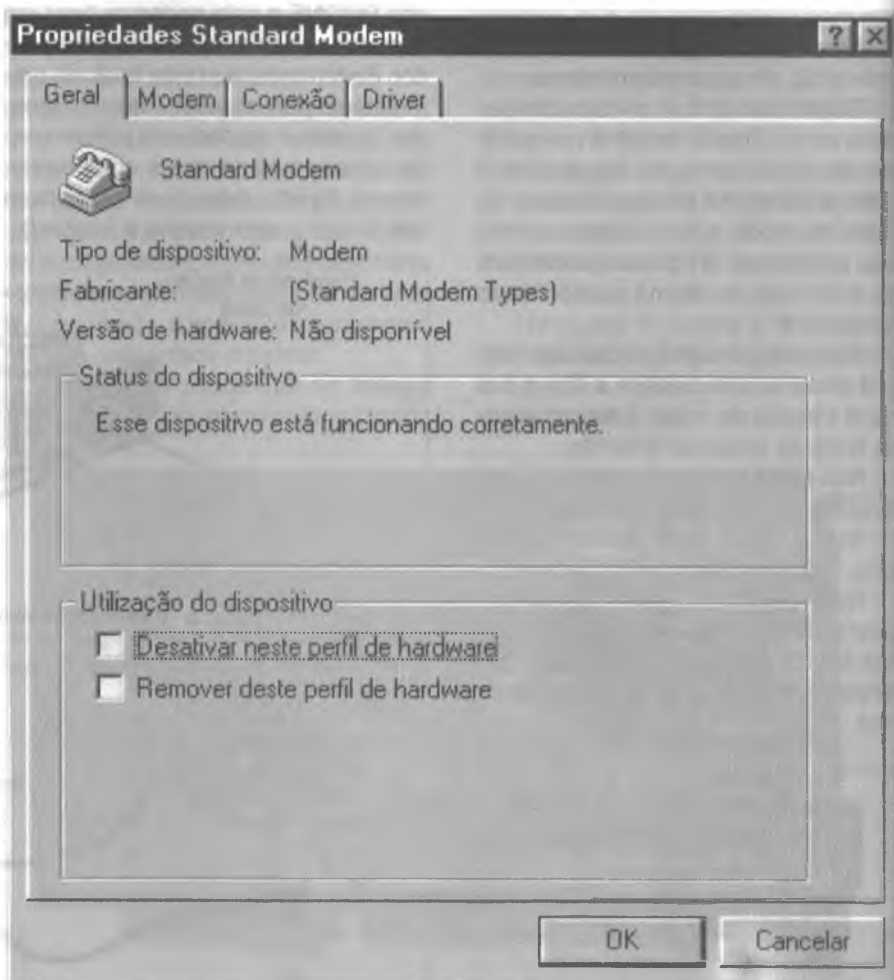 Propriedades Standard Modem
Geral Modem Conexão Driver
Standard Modem
Tipo de dispositivo: Modem
Fabricante: (Standard Modem Types)
Versão de hardware: Não disponível
Status do dispositivo
Esse dispositivo está funcionando corretamente.
Utilização do dispositivo
Desativar neste perfil de hardware
Remover deste perfil de hardware
OK Cancelar